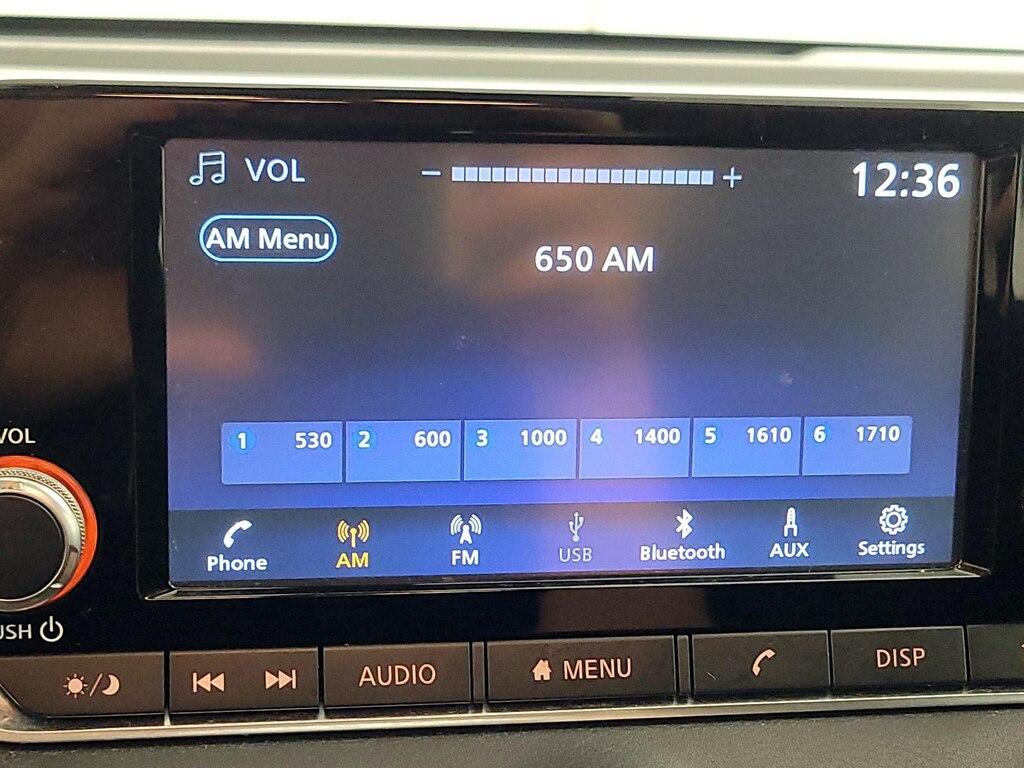 VOL - + 12:36
AM Menu
650 AM
1 530 2 600 3 1000 4 1400 5 1610 6 1710
Phone AM FM USB Bluetooth AUX Settings
VOL
USH
AUDIO MENU DISP